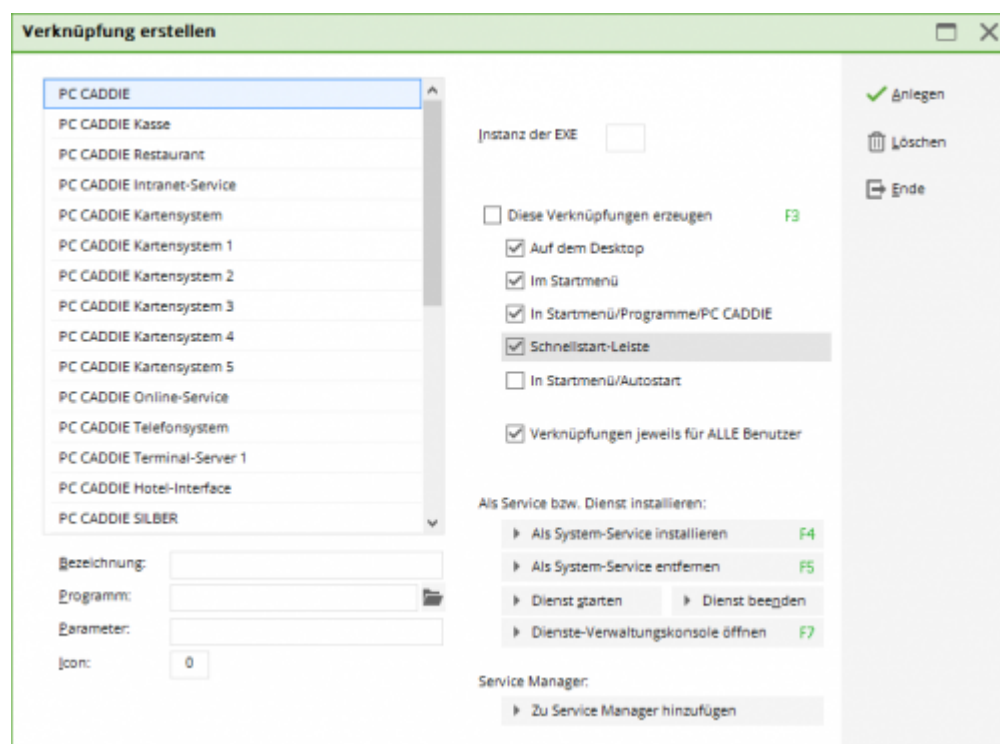 Verknüpfung erstellen
PC CADDIE
PC CADDIE Kasse
PC CADDIE Restaurant
PC CADDIE Intranet-Service
PC CADDIE Kartensystem
PC CADDIE Kartensystem 1
PC CADDIE Kartensystem 2
PC CADDIE Kartensystem 3
PC CADDIE Kartensystem 4
PC CADDIE Kartensystem 5
PC CADDIE Online-Service
PC CADDIE Telefonsystem
PC CADDIE Terminal-Server 1
PC CADDIE Hotel-Interface
PC CADDIE SILBER
Bezeichnung:
Programm:
Parameter:
Icon: 0
Instanz der EXE
Diese Verknüpfungen erzeugen F3
Auf dem Desktop
Im Startmenü
In Startmenü/Programme/PC CADDIE
Schnellstart-Leiste
In Startmenü/Autostart
Verknüpfungen jeweils für ALLE Benutzer
Als Service bzw. Dienst installieren:
Als System-Service installieren F4
Als System-Service entfernen F5
Dienst starten Dienst beenden
Dienste-Verwaltungskonsole öffnen F7
Service Manager:
Zu Service Manager hinzufügen
Anlegen
Löschen
Ende